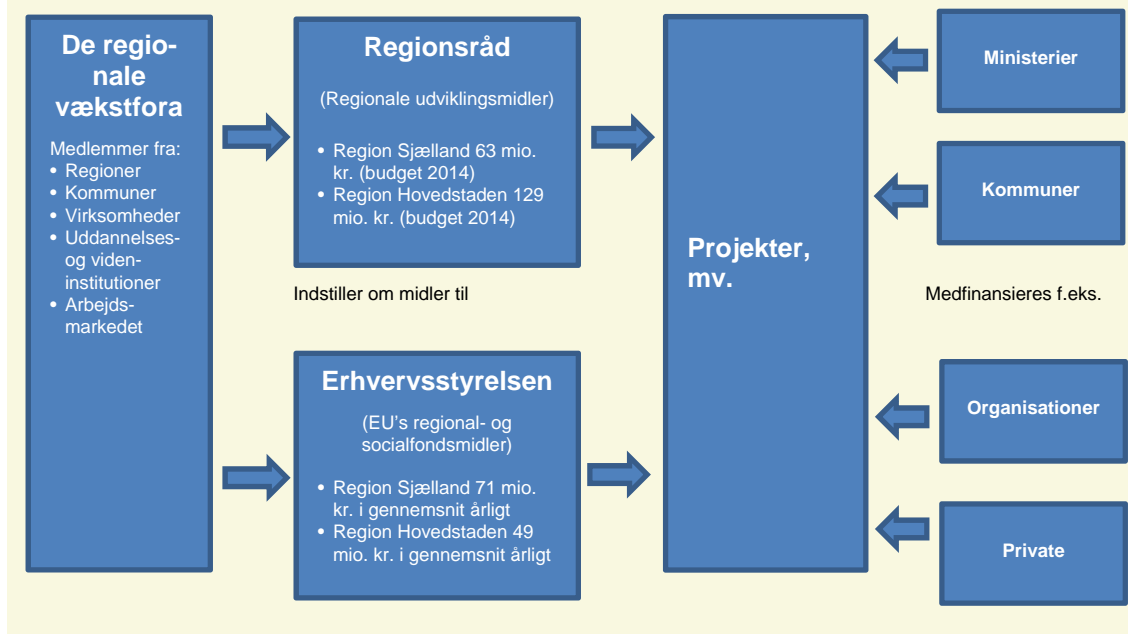 De regio-
nale
vækstfora
Medlemmer fra:
• Regioner
• Kommuner
• Virksomheder
• Uddannelses-
og viden-
institutioner
• Arbejds-
markedet
Regionsråd
(Regionale udviklingsmidler)
• Region Sjælland 63 mio.
kr. (budget 2014)
• Region Hovedstaden 129
mio. kr. (budget 2014)
Indstiller om midler til
Erhvervsstyrelsen
(EU’s regional- og
socialfondsmidler)
• Region Sjælland 71 mio.
kr. i gennemsnit årligt
• Region Hovedstaden 49
mio. kr. i gennemsnit årligt
Projekter,
mv.
Ministerier
Kommuner
Medfinansieres f.eks.
Organisationer
Private